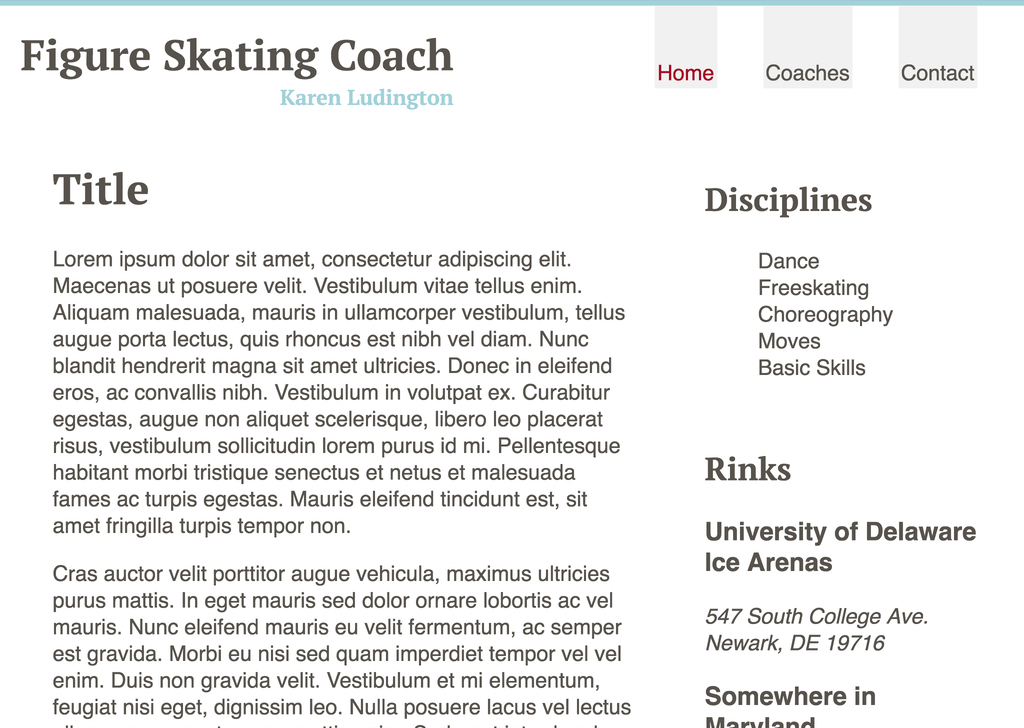 Figure Skating Coach
Karen Ludington
Home
Coaches
Contact
Title
Lorem ipsum dolor sit amet, consectetur adipiscing elit.
Maecenas ut posuere velit. Vestibulum vitae tellus enim.
Aliquam malesuada, mauris in ullamcorper vestibulum, tellus
augue porta lectus, quis rhoncus est nibh vel diam. Nunc
blandit hendrerit magna sit amet ultricies. Donec in eleifend
eros, ac convallis nibh. Vestibulum in volutpat ex. Curabitur
egestas, augue non aliquet scelerisque, libero leo placerat
risus, vestibulum sollicitudin lorem purus id mi. Pellentesque
habitant morbi tristique senectus et netus et malesuada
fames ac turpis egestas. Mauris eleifend tincidunt est, sit
amet fringilla turpis tempor non.
Cras auctor velit porttitor augue vehicula, maximus ultricies
purus mattis. In eget mauris sed dolor ornare lobortis ac vel
mauris. Nunc eleifend mauris eu velit fermentum, ac semper
est gravida. Morbi eu nisi sed quam imperdiet tempor vel vel
enim. Duis non gravida velit. Vestibulum et mi elementum,
feugiat nisi eget, dignissim leo. Nulla posuere lacus vel lectus
Disciplines
Dance
Freeskating
Choreography
Moves
Basic Skills
Rinks
University of Delaware
Ice Arenas
547 South College Ave.
Newark, DE 19716
Somewhere in
Maryland